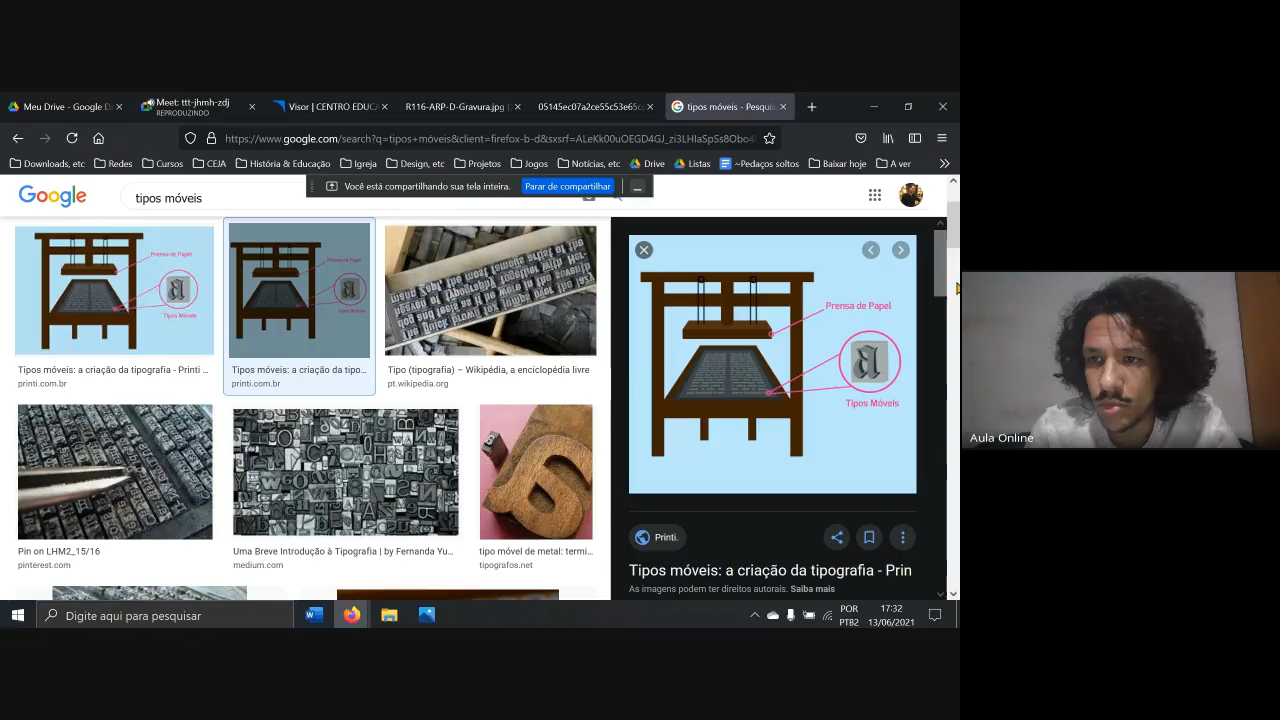 Meu Drive - Google D
Meet: ttt-jhmh-zdj
REPRODUZINDO
Visor | CENTRO EDUCA
R116-ARP-D-Gravura.jpg (
05145ec07a2ce55c53e65c
tipos móveis - Pesquis
https://www.google.com/search?q=tipos+móveis&client=firefox-b-d&sxsrf=
Downloads, etc
Redes
Cursos
CEJA
História & Educação
Igreja
Design, etc
Projetos
Jogos
Notícias, etc
Drive
Listas
~Pedaços soltos
Baixar hoje
A ver
Você está compartilhando sua tela inteira.
Parar de compartilhar
Google
tipos móveis
Prensa de Papel
a
Tipos Móveis
Prensa de Papel
a
Tipos Móveis
Prensa de Papel
a
Tipos Móveis
Tipos móveis: a criação da tipografia - Printi ...
printi.com.br
Tipos móveis: a criação da tipo...
printi.com.br
Tipo (tipografia) – Wikipédia, a enciclopédia livre
pt.wikipedia.org
Pin on LHM2_15/16
pinterest.com
Uma Breve Introdução à Tipografia | by Fernanda Yu...
medium.com
tipo móvel de metal: termi...
tipografos.net
Printi.
Tipos móveis: a criação da tipografia - Prin
As imagens podem ter direitos autorais. Saiba mais
Aula Online
Digite aqui para pesquisar
POR
PTB2
17:32
13/06/2021